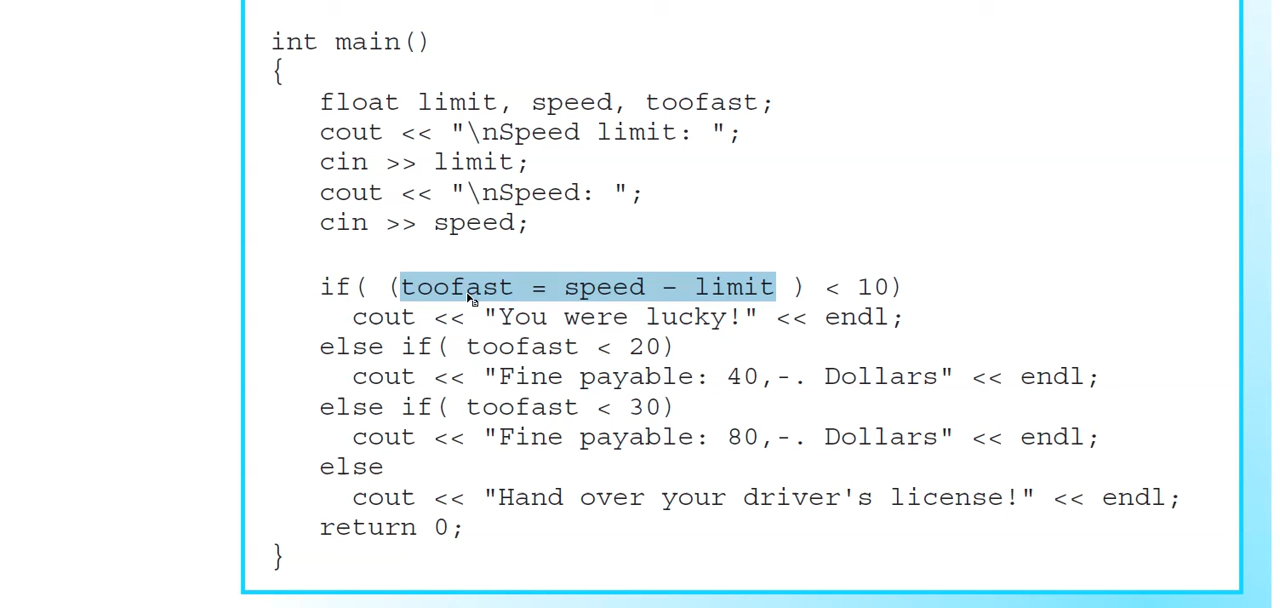 int main()
{
float limit, speed, toofast;
cout << "\nSpeed limit: ";
cin >> limit;
cout << "\nSpeed: ";
cin >> speed;
if( (toofast = speed – limit ) < 10)
cout << "You were lucky!" << endl;
else if( toofast < 20)
cout << "Fine payable: 40,-. Dollars" << endl;
else if( toofast < 30)
cout << "Fine payable: 80,-. Dollars" << endl;
else
cout << "Hand over your driver's license!" << endl;
return 0;
}